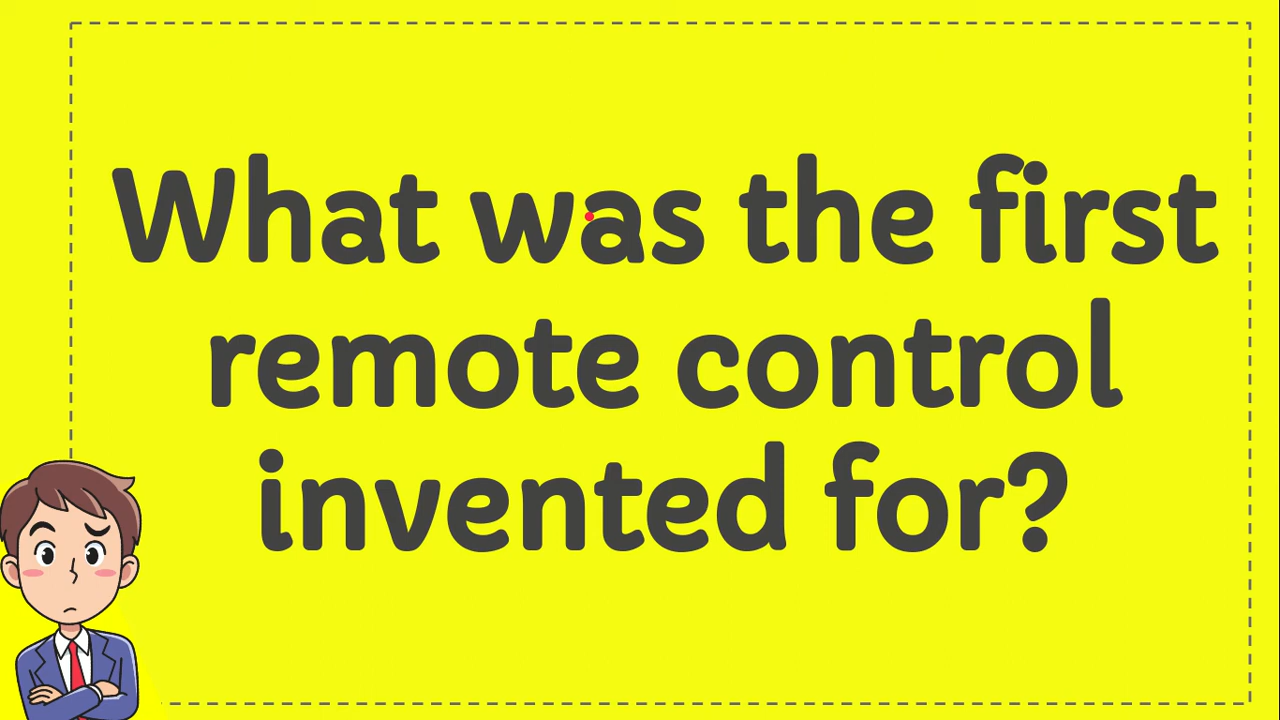 What was the first
remote control
invented for?